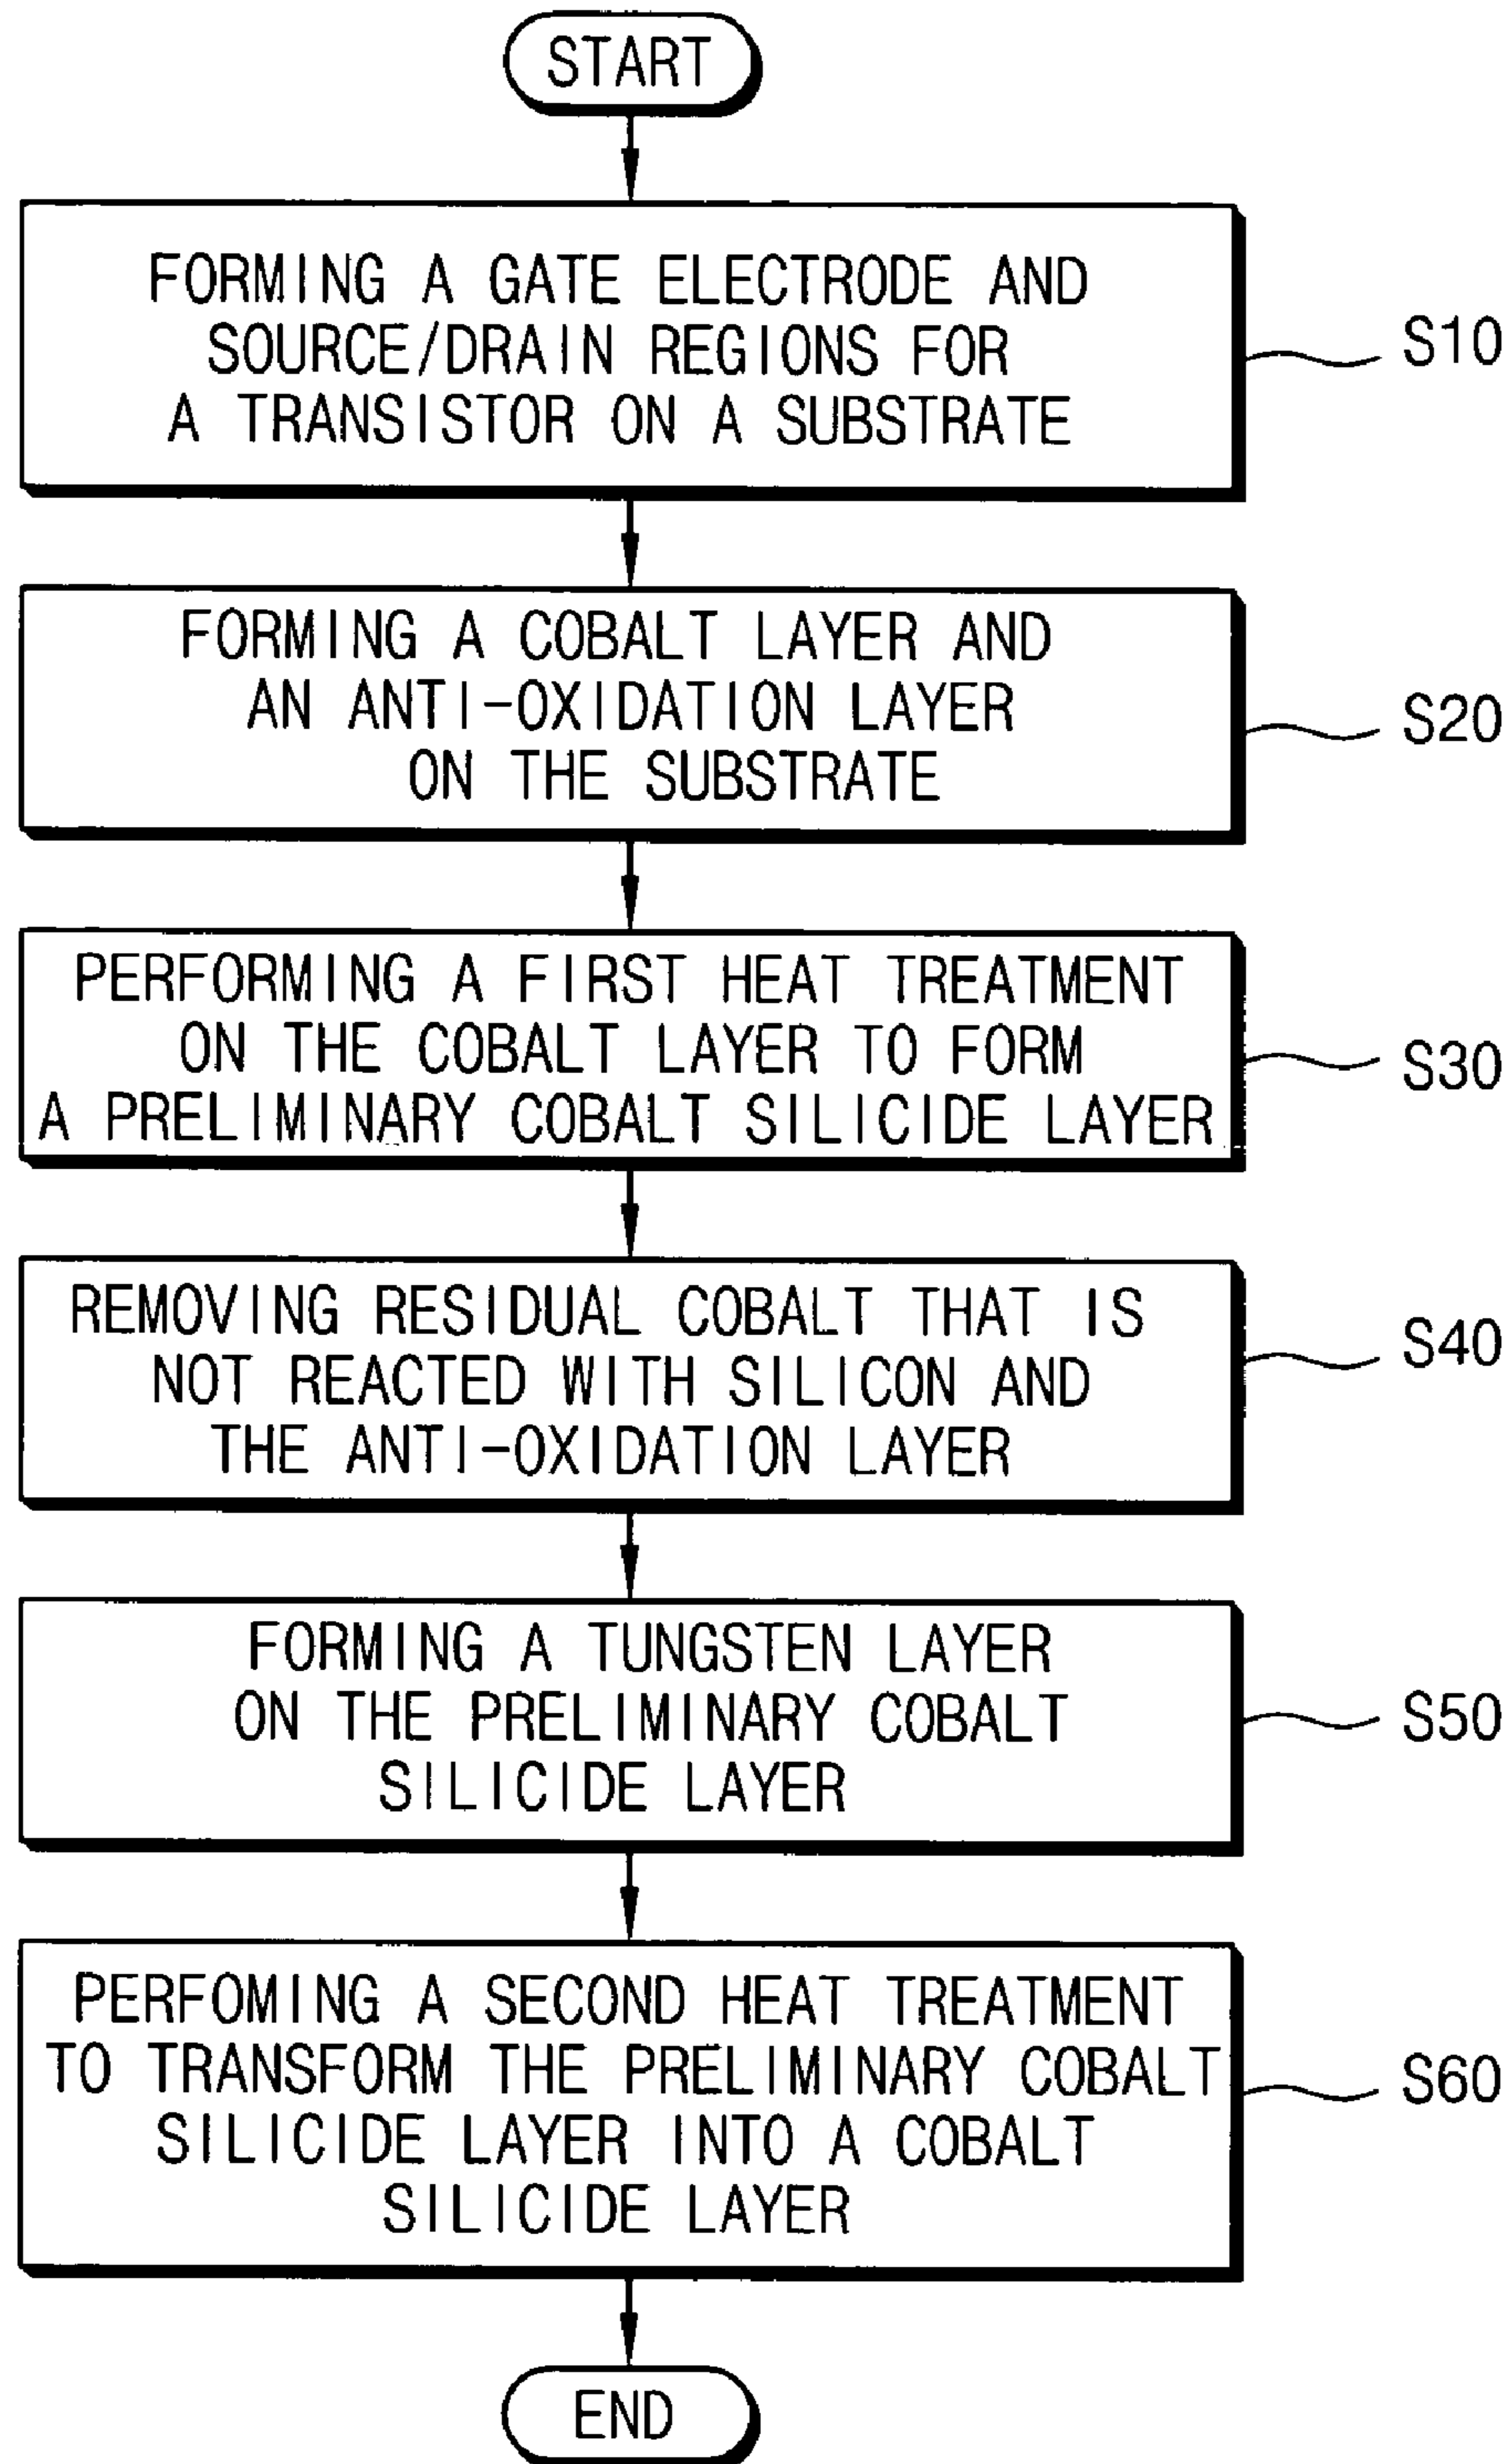 START
FORMING A GATE ELECTRODE AND
SOURCE/DRAIN REGIONS FOR
A TRANSISTOR ON A SUBSTRATE
S10
FORMING A COBALT LAYER AND
AN ANTI-OXIDATION LAYER
ON THE SUBSTRATE
S20
PERFORMING A FIRST HEAT TREATMENT
ON THE COBALT LAYER TO FORM
A PRELIMINARY COBALT SILICIDE LAYER
S30
REMOVING RESIDUAL COBALT THAT IS
NOT REACTED WITH SILICON AND
THE ANTI-OXIDATION LAYER
S40
FORMING A TUNGSTEN LAYER
ON THE PRELIMINARY COBALT
SILICIDE LAYER
S50
PERFOMING A SECOND HEAT TREATMENT
TO TRANSFORM THE PRELIMINARY COBALT
SILICIDE LAYER INTO A COBALT
SILICIDE LAYER
S60
END